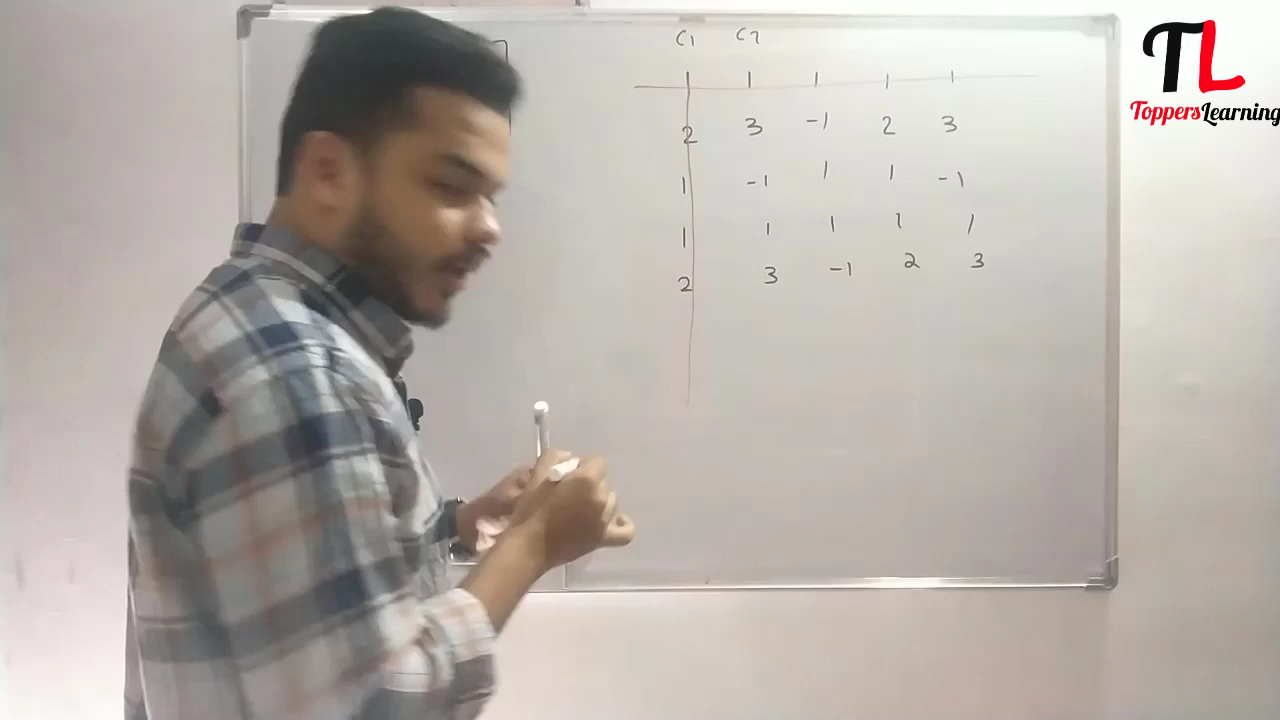 C1 C2
1 1 1 1 1
2 3 -1 2 3
1 -1 1 1 -1
1 1 1 1 1
2 3 -1 2 3
TL
ToppersLearning